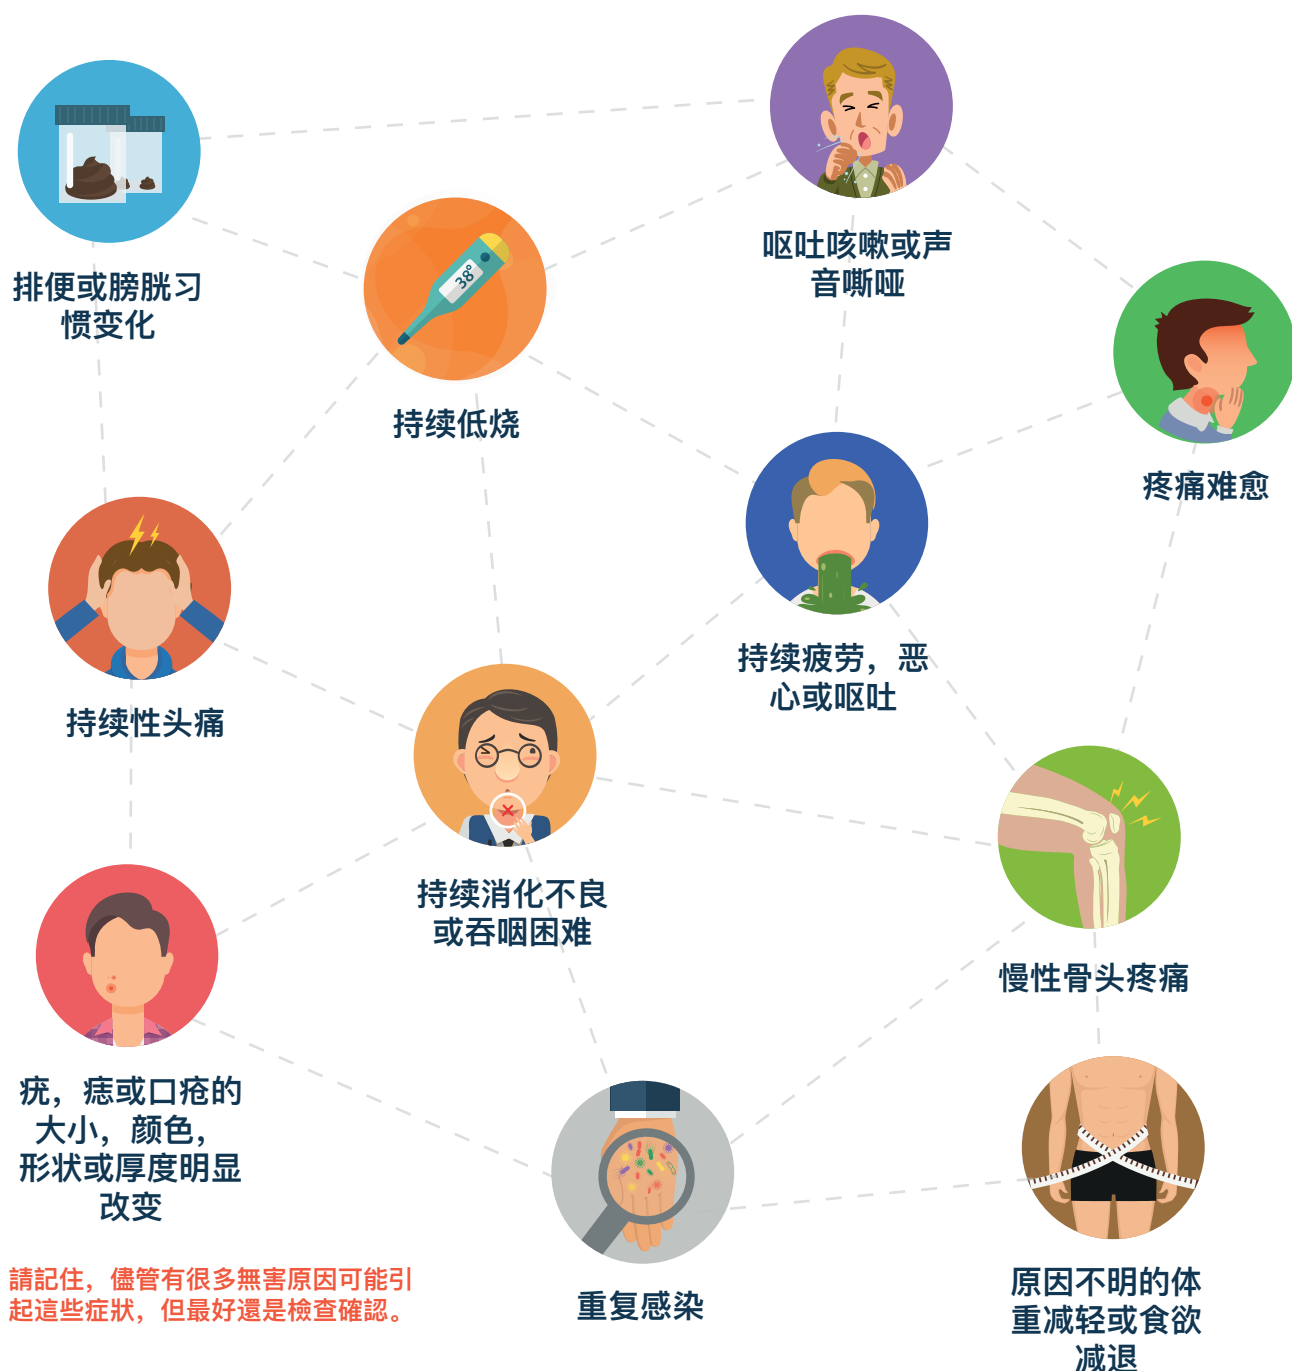 排便或膀胱习
惯变化
38°
持续低烧
呕吐咳嗽或声
音嘶哑
疼痛难愈
持续性头痛
持续疲劳，恶
心或呕吐
持续消化不良
或吞咽困难
慢性骨头疼痛
疣，痣或口疮的
大小，颜色，
形状或厚度明显
改变
重复感染
原因不明的体
重减轻或食欲
减退
請記住，儘管有很多無害原因可能引
起這些症狀，但最好還是檢查確認。